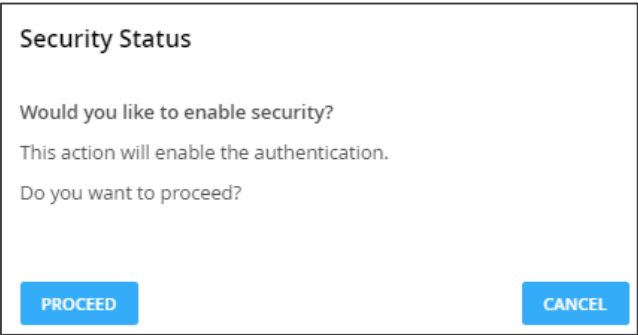 Security Status
Would you like to enable security?
This action will enable the authentication.
Do you want to proceed?
PROCEED
CANCEL